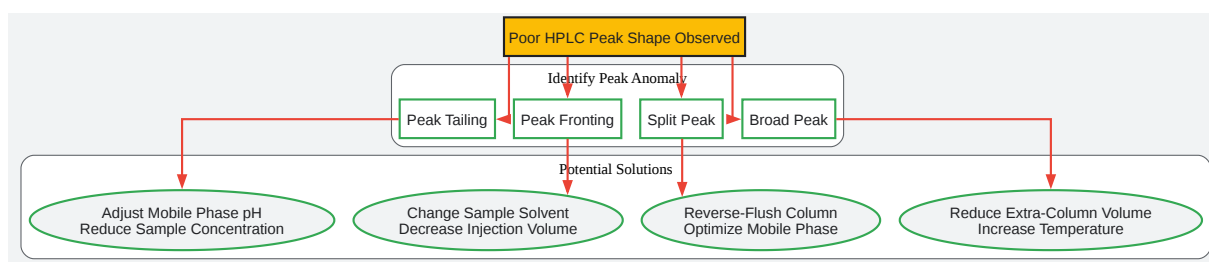 Poor HPLC Peak Shape Observed
Identify Peak Anomaly
Peak Tailing
Peak Fronting
Split Peak
Broad Peak
Potential Solutions
Adjust Mobile Phase pH
Reduce Sample Concentration
Change Sample Solvent
Decrease Injection Volume
Reverse-Flush Column
Optimize Mobile Phase
Reduce Extra-Column Volume
Increase Temperature